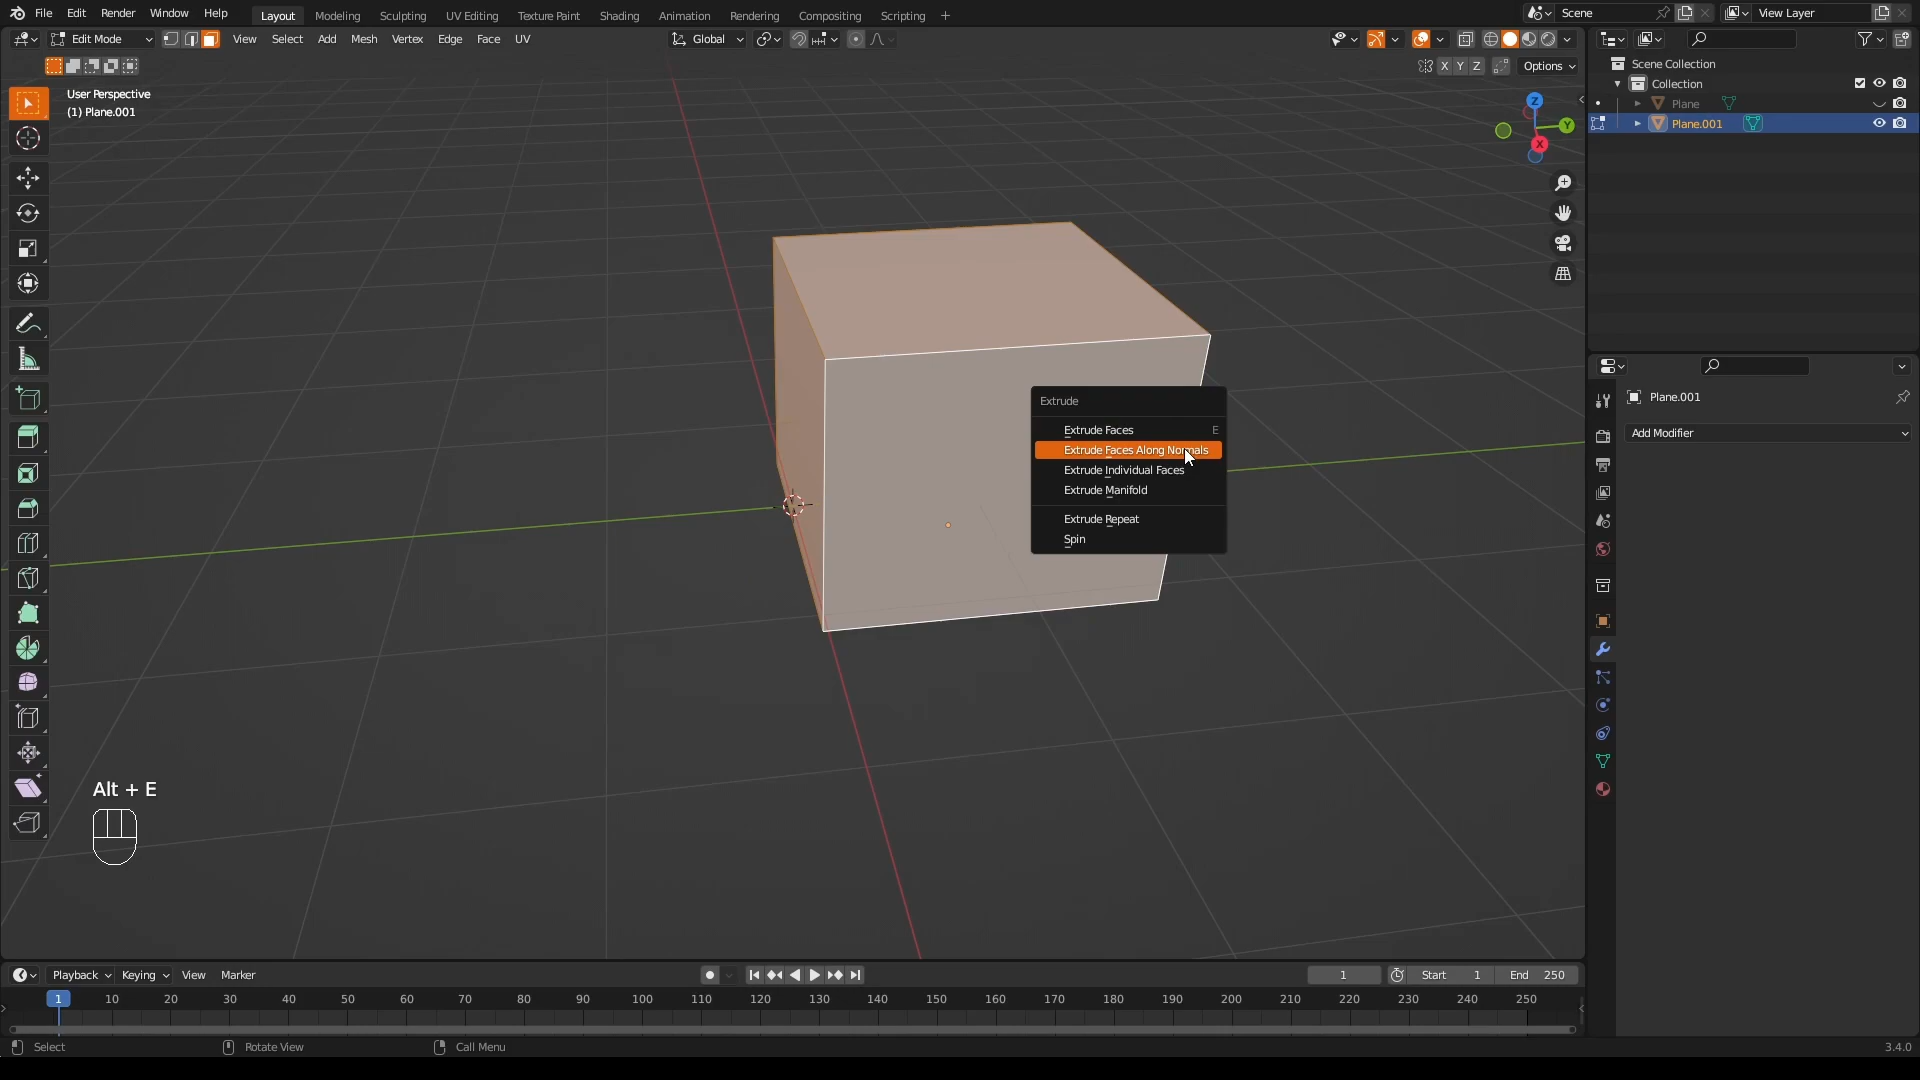 File Edit Render Window Help Layout Modeling Sculpting UV Editing Texture Paint Shading Animation Rendering Compositing Scripting + Scene View Layer
Edit Mode View Select Add Mesh Vertex Edge Face UV Global
X Y Z Options
User Perspective
(1) Plane.001
Z
Y
X
Scene Collection
Collection
Plane
Plane.001
Plane.001
Add Modifier
Extrude
Extrude Faces E
Extrude Faces Along Normals
Extrude Individual Faces
Extrude Manifold
Extrude Repeat
Spin
Alt + E
Playback Keying View Marker 1 Start 1 End 250
1 10 20 30 40 50 60 70 80 90 100 110 120 130 140 150 160 170 180 190 200 210 220 230 240 250
Select Rotate View Call Menu 3.4.0